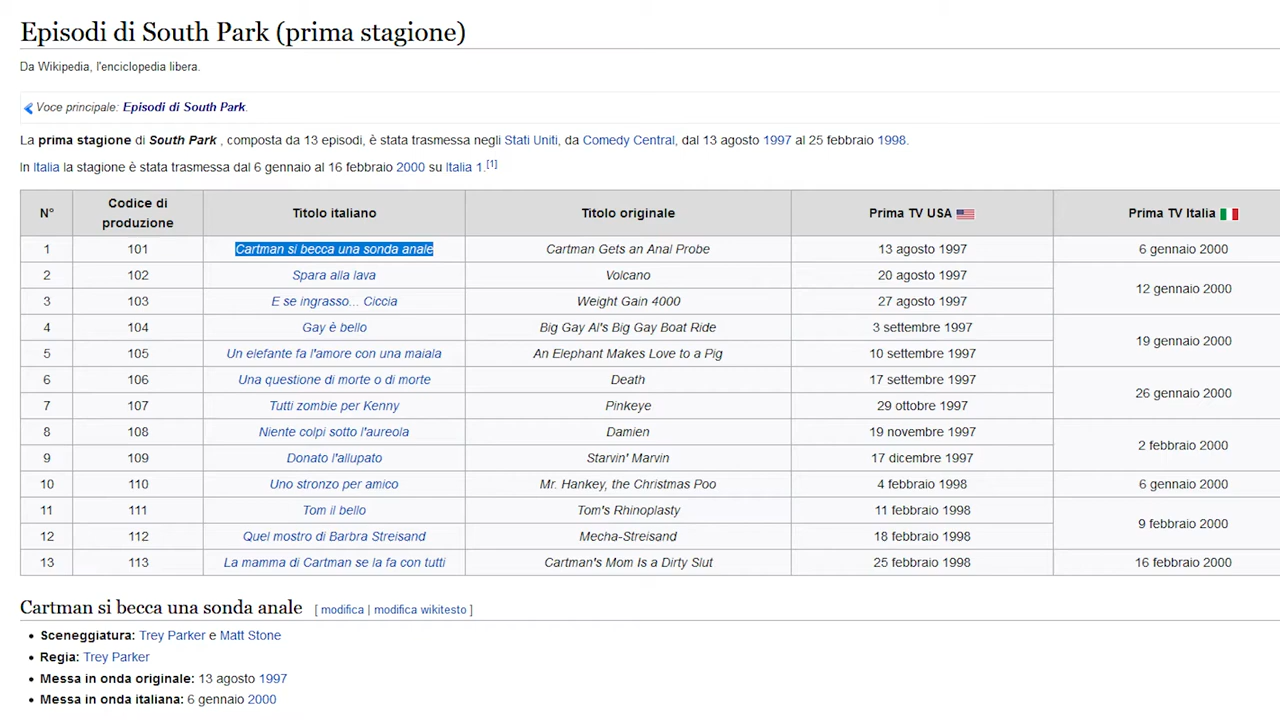 Episodi di South Park (prima stagione)
Da Wikipedia, l'enciclopedia libera.
Voce principale: Episodi di South Park.
La prima stagione di South Park , composta da 13 episodi, è stata trasmessa negli Stati Uniti, da Comedy Central, dal 13 agosto 1997 al 25 febbraio 1998.
In Italia la stagione è stata trasmessa dal 6 gennaio al 16 febbraio 2000 su Italia 1.[1]
N° Codice di produzione Titolo italiano Titolo originale Prima TV USA Prima TV Italia
1 101 Cartman si becca una sonda anale Cartman Gets an Anal Probe 13 agosto 1997 6 gennaio 2000
2 102 Spara alla lava Volcano 20 agosto 1997 12 gennaio 2000
3 103 E se ingrasso... Ciccia Weight Gain 4000 27 agosto 1997
4 104 Gay è bello Big Gay Al's Big Gay Boat Ride 3 settembre 1997 19 gennaio 2000
5 105 Un elefante fa l'amore con una maiala An Elephant Makes Love to a Pig 10 settembre 1997
6 106 Una questione di morte o di morte Death 17 settembre 1997 26 gennaio 2000
7 107 Tutti zombie per Kenny Pinkeye 29 ottobre 1997
8 108 Niente colpi sotto l'aureola Damien 19 novembre 1997 2 febbraio 2000
9 109 Donato l'allupato Starvin' Marvin 17 dicembre 1997
10 110 Uno stronzo per amico Mr. Hankey, the Christmas Poo 4 febbraio 1998 6 gennaio 2000
11 111 Tom il bello Tom's Rhinoplasty 11 febbraio 1998 9 febbraio 2000
12 112 Quel mostro di Barbra Streisand Mecha-Streisand 18 febbraio 1998
13 113 La mamma di Cartman se la fa con tutti Cartman's Mom Is a Dirty Slut 25 febbraio 1998 16 febbraio 2000
Cartman si becca una sonda anale [ modifica | modifica wikitesto ]
• Sceneggiatura: Trey Parker e Matt Stone
• Regia: Trey Parker
• Messa in onda originale: 13 agosto 1997
• Messa in onda italiana: 6 gennaio 2000